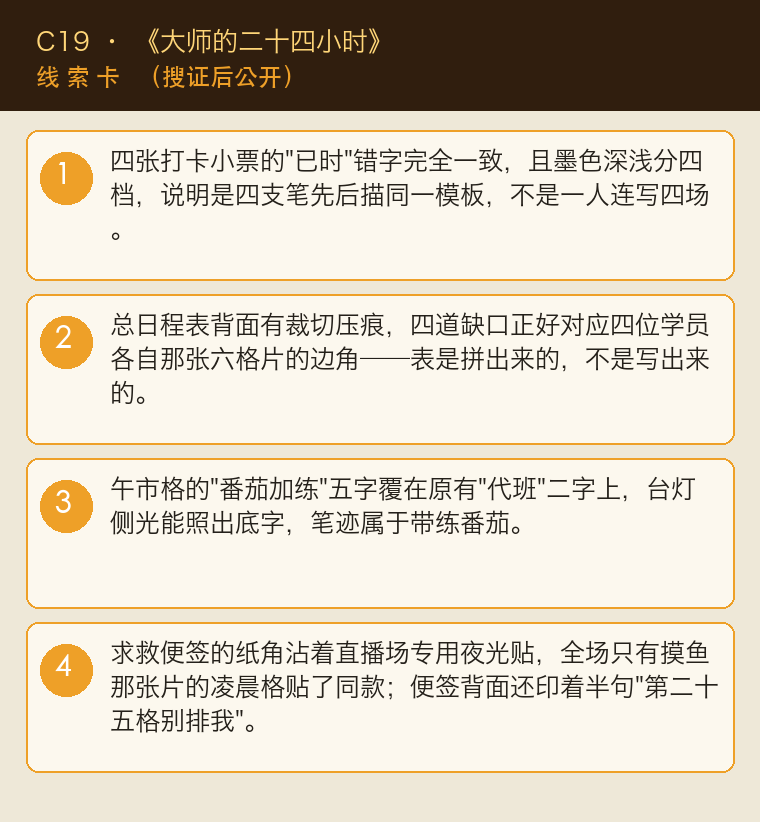 C19 · 《大师的二十四小时》
线索卡 （搜证后公开）
1
四张打卡小票的"已时"错字完全一致，且墨色深浅分四
档，说明是四支笔先后描同一模板，不是一人连写四场
。
2
总日程表背面有裁切压痕，四道缺口正好对应四位学员
各自那张六格片的边角——表是拼出来的，不是写出来
的。
3
午市格的"番茄加练"五字覆在原有"代班"二字上，台灯
侧光能照出底字，笔迹属于带练番茄。
4
求救便签的纸角沾着直播场专用夜光贴，全场只有摸鱼
那张片的凌晨格贴了同款；便签背面还印着半句"第二十
五格别排我"。